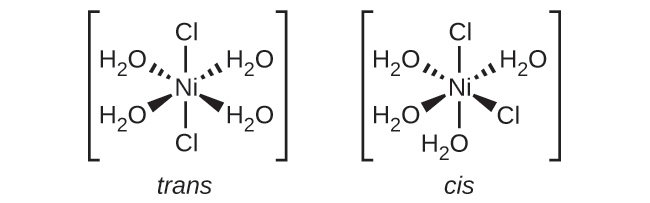 Cl Cl
H₂O H₂O H₂O H₂O
Ni Ni
H₂O H₂O H₂O Cl
Cl H₂O
trans cis